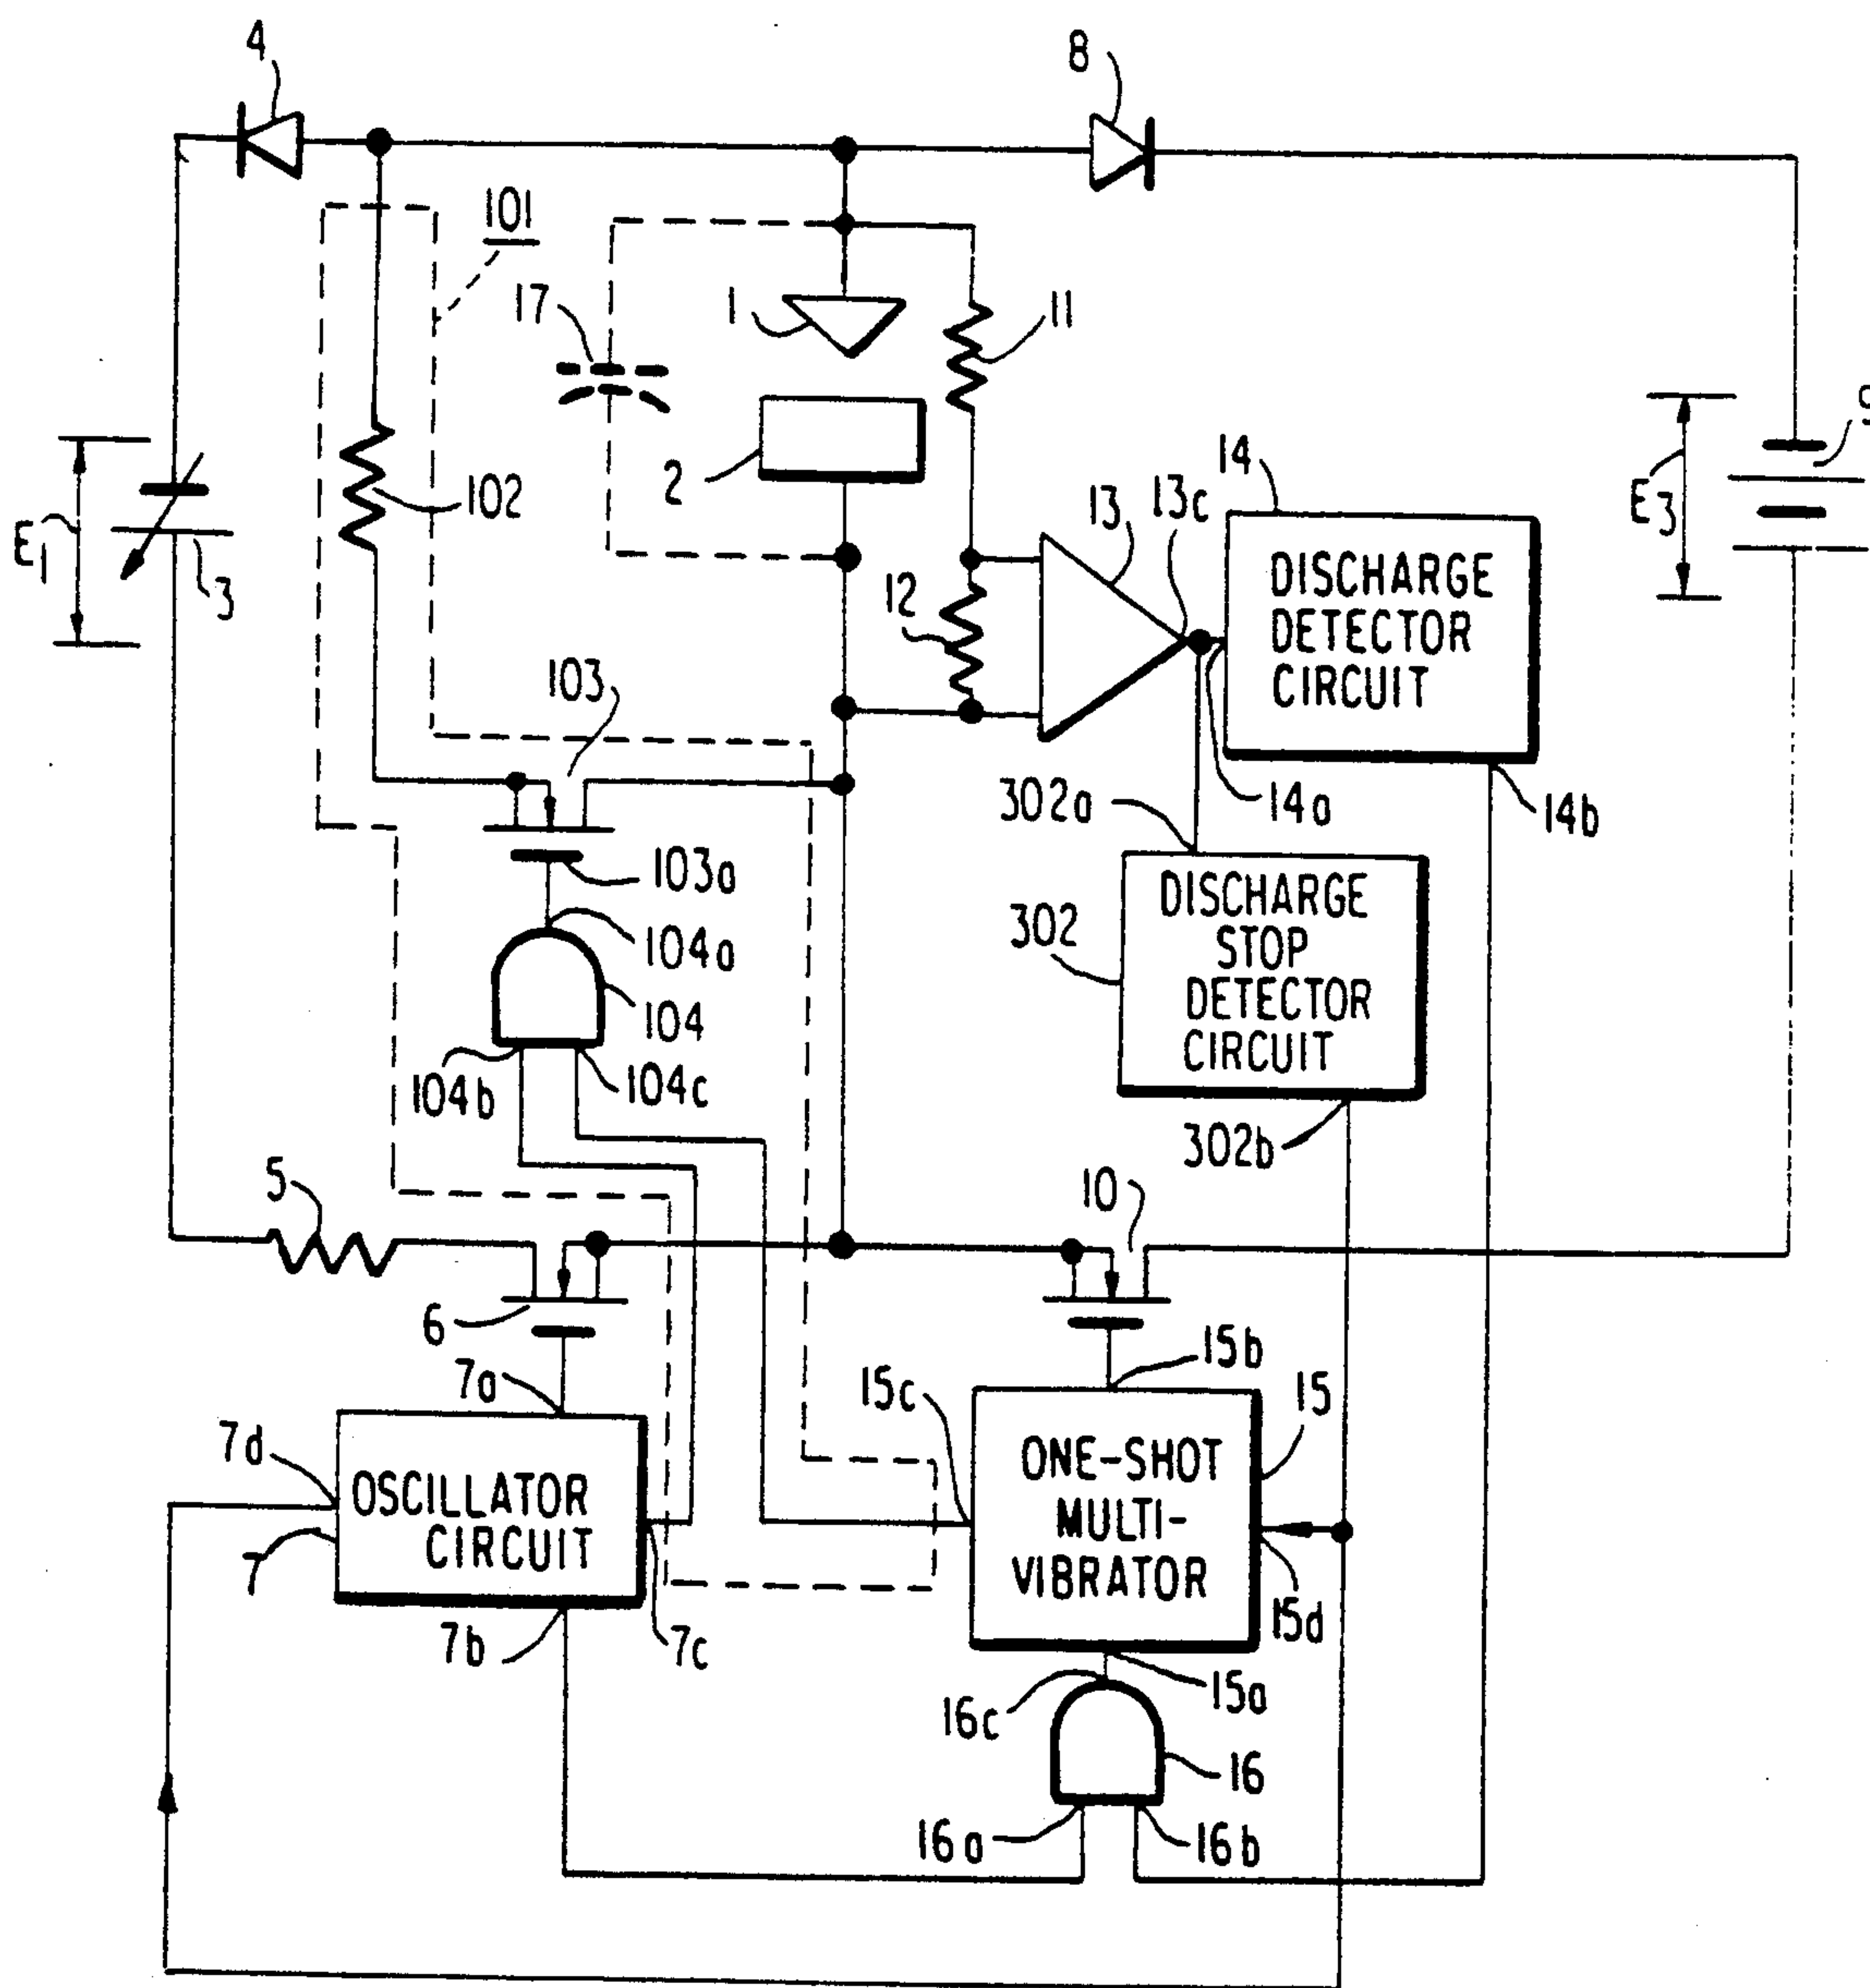 4
8
101
17
1
11
102
2
E1
3
14
13
13c
12
E3
9
DISCHARGE
DETECTOR
CIRCUIT
103
302a
14a
14b
103a
104a
302
DISCHARGE
STOP
DETECTOR
CIRCUIT
104
104b
104c
302b
5
10
6
7a
15b
15c
15
7d
OSCILLATOR
CIRCUIT
7
ONE-SHOT
MULTI-
VIBRATOR
7b
7c
15d
15a
16c
16
16a
16b